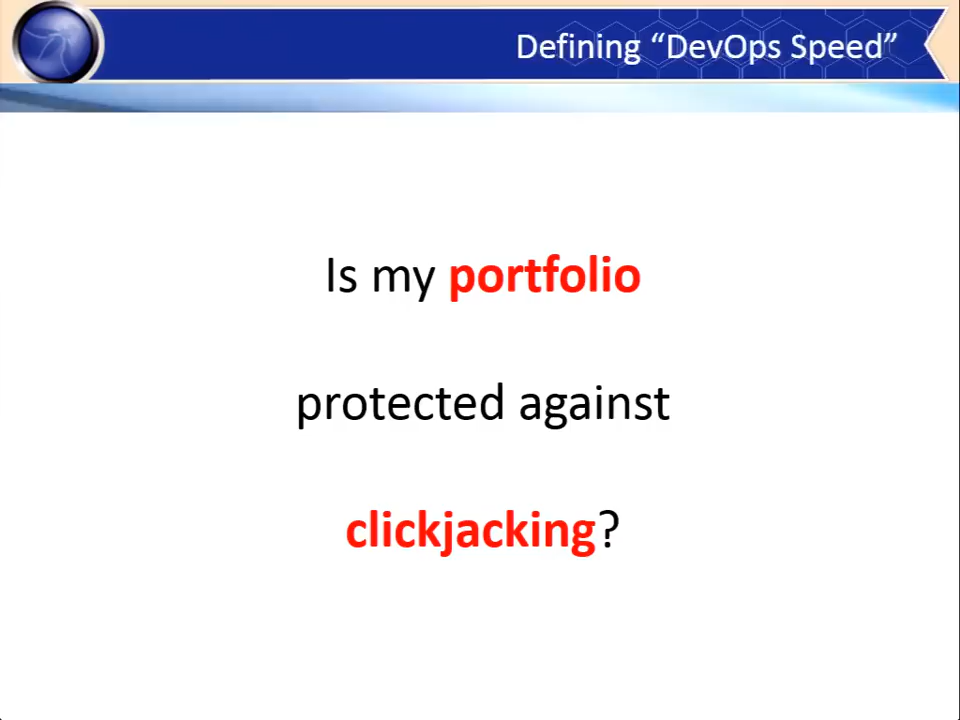 Defining “DevOps Speed”
Is my portfolio
protected against
clickjacking?